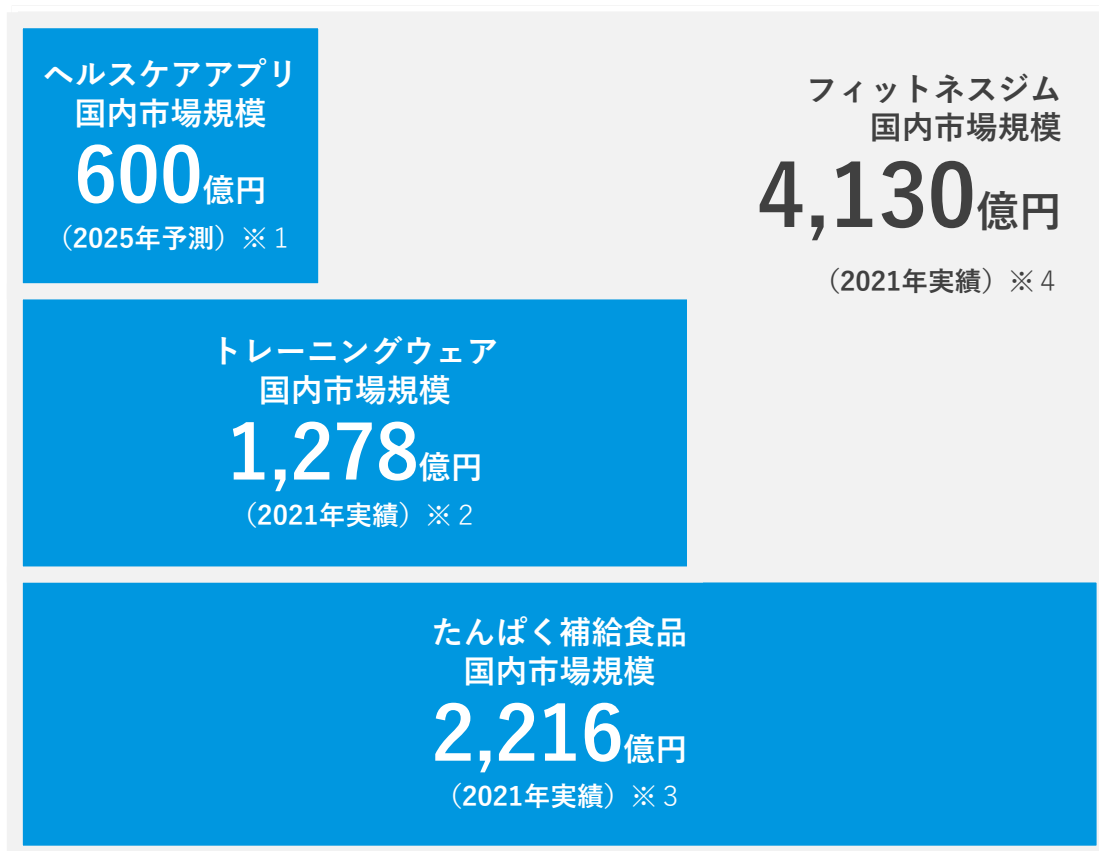 ヘルスケアアプリ
国内市場規模
600億円
（2025年予測）※1
フィットネスジム
国内市場規模
4,130億円
（2021年実績）※4
トレーニングウェア
国内市場規模
1,278億円
（2021年実績）※2
たんぱく補給食品
国内市場規模
2,216億円
（2021年実績）※3